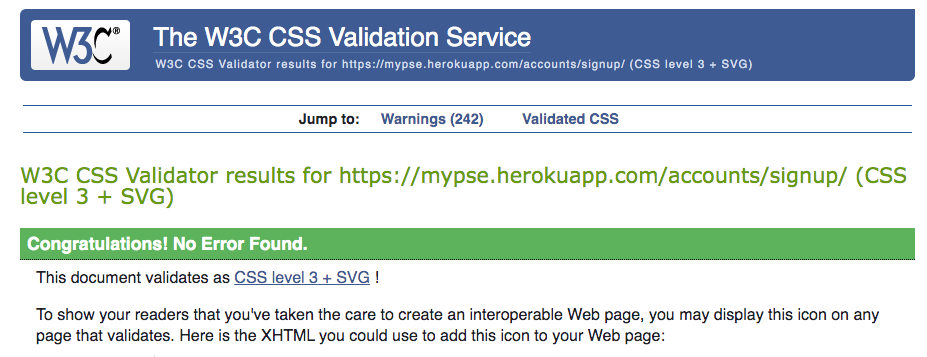 W3C®
The W3C CSS Validation Service
W3C CSS Validator results for https://mypse.herokuapp.com/accounts/signup/ (CSS level 3 + SVG)
Jump to: Warnings (242) Validated CSS
W3C CSS Validator results for https://mypse.herokuapp.com/accounts/signup/ (CSS
level 3 + SVG)
Congratulations! No Error Found.
This document validates as CSS level 3 + SVG !
To show your readers that you've taken the care to create an interoperable Web page, you may display this icon on any
page that validates. Here is the XHTML you could use to add this icon to your Web page: